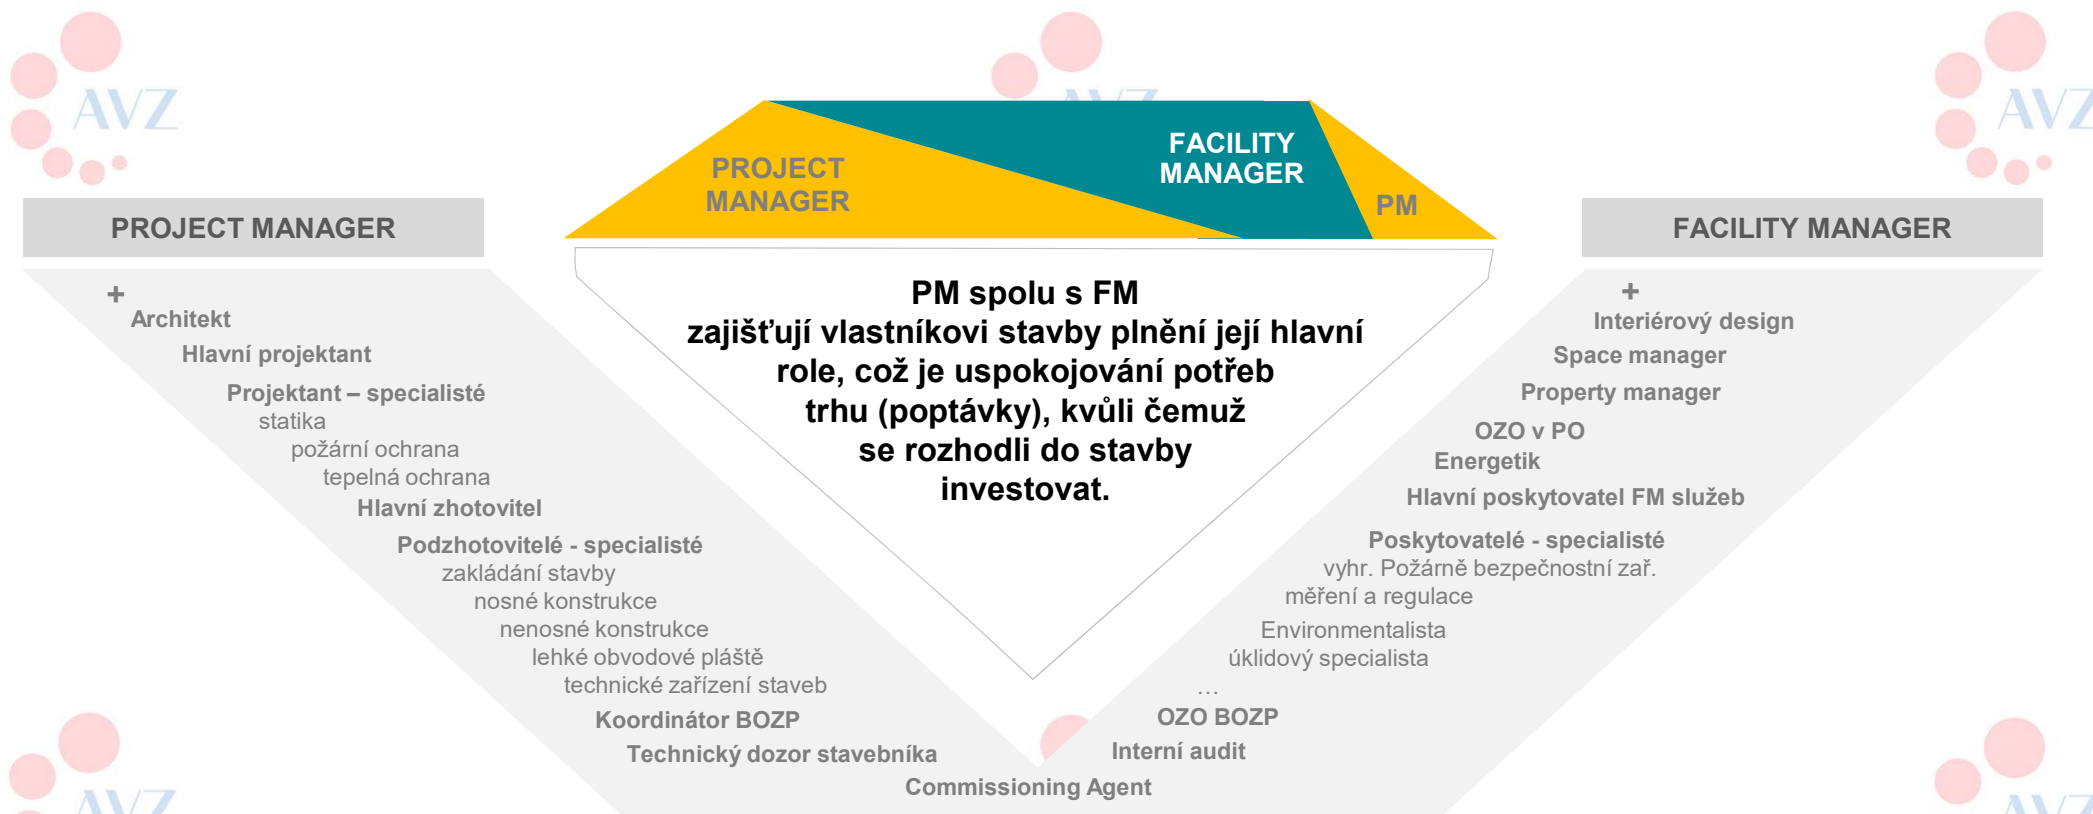 AVZ
AVZ
AVZ
PROJECT
MANAGER
FACILITY
MANAGER
PM
PROJECT MANAGER
+
Architekt
Hlavní projektant
Projektant – specialisté
statika
požární ochrana
tepelná ochrana
Hlavní zhotovitel
Podzhotovitelé - specialisté
zakládání stavby
nosné konstrukce
nenosné konstrukce
lehké obvodové pláště
technické zařízení staveb
Koordinátor BOZP
Technický dozor stavebníka
Commissioning Agent
PM spolu s FM
zajišťují vlastníkovi stavby plnění její hlavní
role, což je uspokojování potřeb
trhu (poptávky), kvůli čemuž
se rozhodli do stavby
investovat.
FACILITY MANAGER
+
Interiérový design
Space manager
Property manager
OZO v PO
Energetik
Hlavní poskytovatel FM služeb
Poskytovatelé - specialisté
vyhr. Požárně bezpečnostní zař.
měření a regulace
Environmentalista
úklidový specialista
…
OZO BOZP
Interní audit
AVZ
AVZ